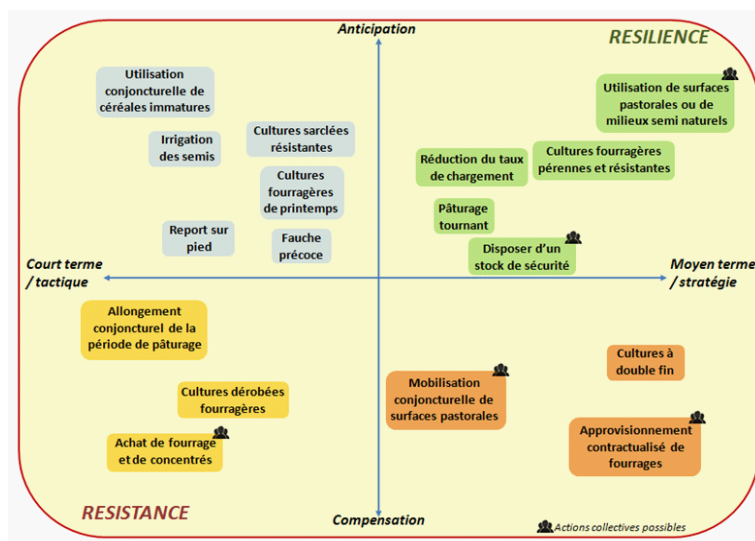 Anticipation
RESILIENCE
Utilisation
conjoncturelle de
céréales immatures
Utilisation de surfaces
pastorales ou de
milieux semi naturels
Irrigation
des semis
Cultures sarclées
résistantes
Réduction du taux
de chargement
Cultures fourragères
pérennes et résistantes
Cultures
fourragères
de printemps
Pâturage
tournant
Report sur
pied
Fauche
précoce
Disposer d'un
stock de sécurité
Court terme
/ tactique
Moyen terme
/ stratégie
Allongement
conjoncturel de la
période de pâturage
Cultures à
double fin
Mobilisation
conjoncturelle de
surfaces pastorales
Cultures dérobées
fourragères
Achat de fourrage
et de concentrés
Approvisionnement
contractualisé de
fourrages
RESISTANCE
Compensation
Actions collectives possibles